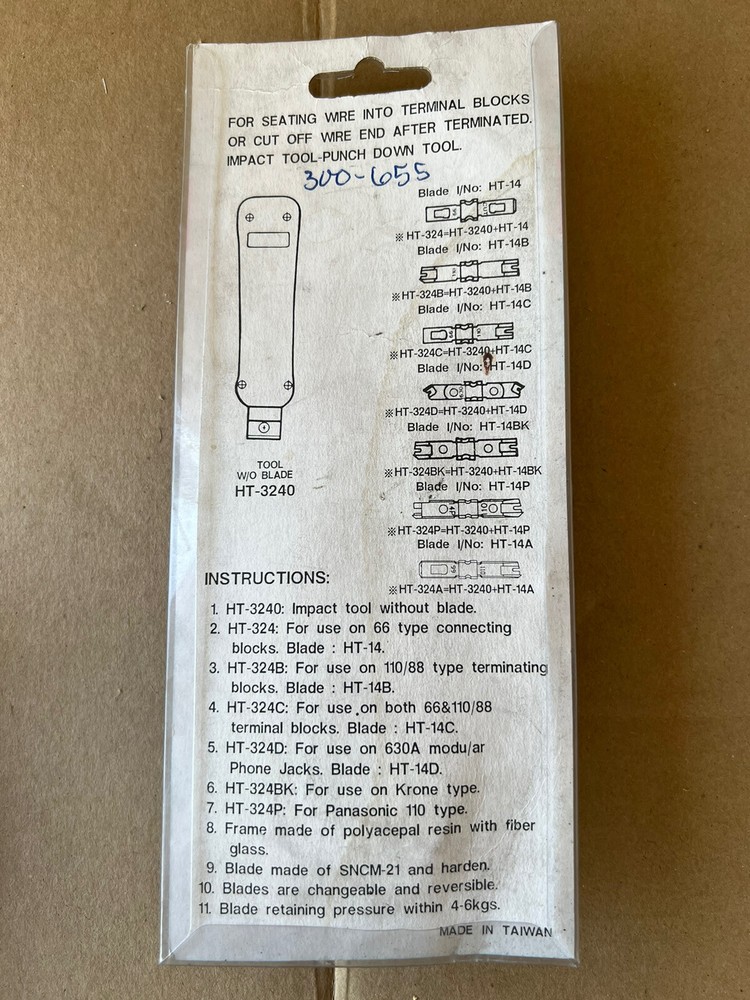 FOR SEATING WIRE INTO TERMINAL BLOCKS
OR CUT OFF WIRE END AFTER TERMINATED.
IMPACT TOOL-PUNCH DOWN TOOL.
300-655
Blade I/No: HT-14
※HT-324=HT-3240+HT-14
Blade I/No: HT-14B
※HT-324B=HT-3240+HT-14B
Blade I/No: HT-14C
※HT-324C=HT-3240+HT-14C
Blade I/No: HT-14D
※HT-324D=HT-3240+HT-14D
Blade I/No: HT-14BK
※HT-324BK=HT-3240+HT-14BK
Blade I/No: HT-14P
※HT-324P=HT-3240+HT-14P
Blade I/No: HT-14A
※HT-324A=HT-3240+HT-14A
TOOL
W/O BLADE
HT-3240
INSTRUCTIONS:
1. HT-3240: Impact tool without blade.
2. HT-324: For use on 66 type connecting
blocks. Blade : HT-14.
3. HT-324B: For use on 110/88 type terminating
blocks. Blade : HT-14B.
4. HT-324C: For use on both 66&110/88
terminal blocks. Blade : HT-14C.
5. HT-324D: For use on 630A modu/ar
Phone Jacks. Blade : HT-14D.
6. HT-324BK: For use on Krone type.
7. HT-324P: For Panasonic 110 type.
8. Frame made of polyacepal resin with fiber
glass.
9. Blade made of SNCM-21 and harden.
10. Blades are changeable and reversible.
11. Blade retaining pressure within 4-6kgs.
MADE IN TAIWAN